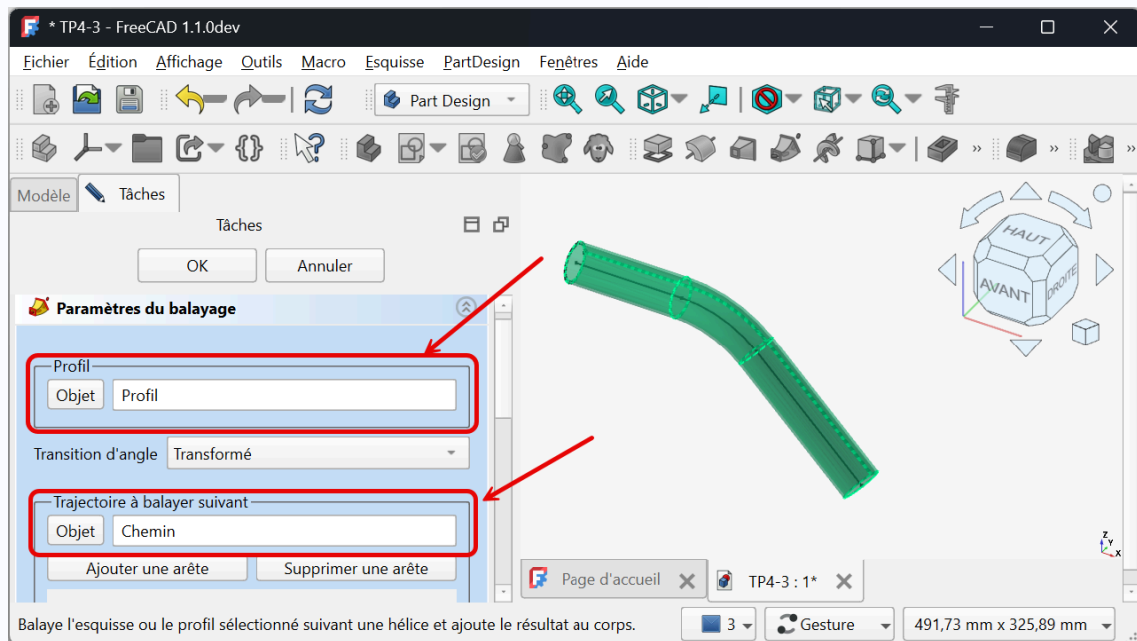 * TP4-3 - FreeCAD 1.1.0dev
Fichier Édition Affichage Outils Macro Esquisse PartDesign Fenêtres Aide
Part Design
»
»
»
Modèle Tâches
Tâches
OK Annuler
Paramètres du balayage
Profil
Objet Profil
Transition d'angle Transformé
Trajectoire à balayer suivant
Objet Chemin
Ajouter une arête Supprimer une arête
HAUT
AVANT
DROITE
Z
Y
X
Page d'accueil TP4-3 : 1*
Balaye l'esquisse ou le profil sélectionné suivant une hélice et ajoute le résultat au corps. 3 Gesture 491,73 mm x 325,89 mm